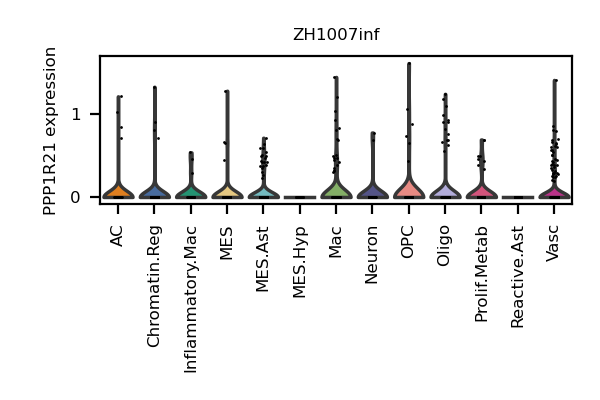 ZH1007inf
PPP1R21 expression
1
0
AC
Chromatin.Reg
Inflammatory.Mac
MES
MES.Ast
MES.Hyp
Mac
Neuron
OPC
Oligo
Prolif.Metab
Reactive.Ast
Vasc